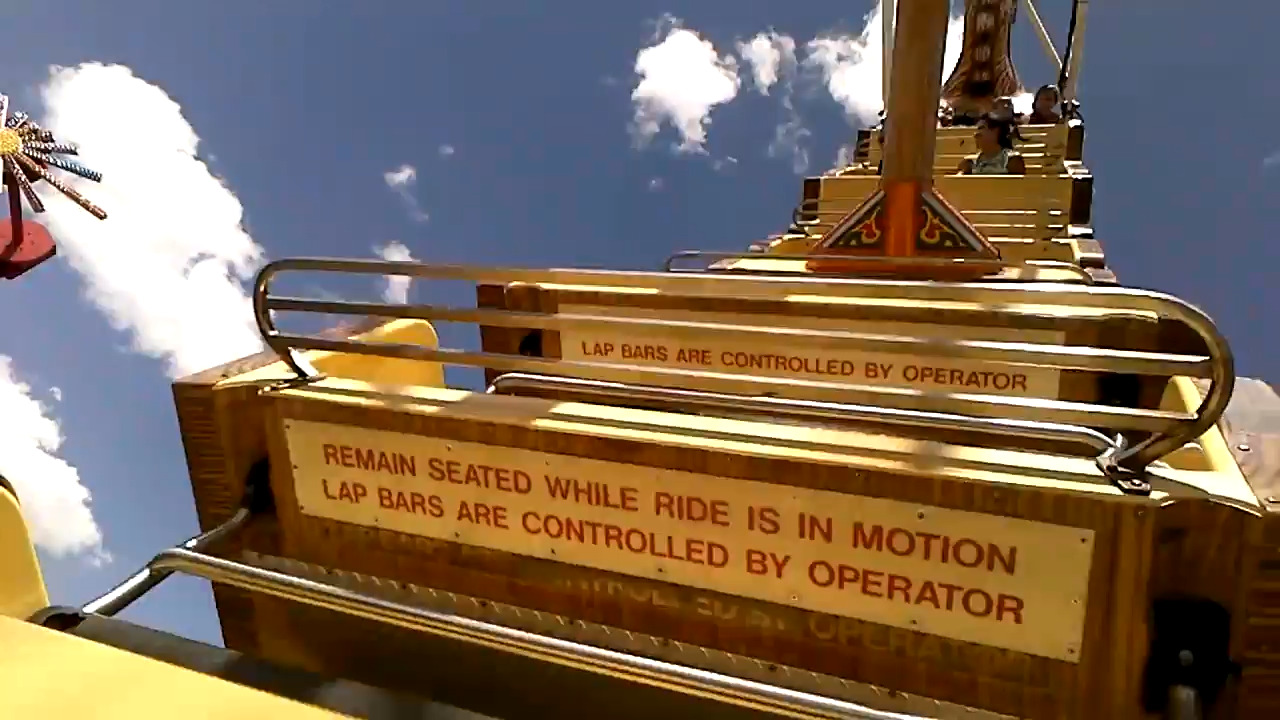 LAP BARS ARE CONTROLLED BY OPERATOR
REMAIN SEATED WHILE RIDE IS IN MOTION
LAP BARS ARE CONTROLLED BY OPERATOR